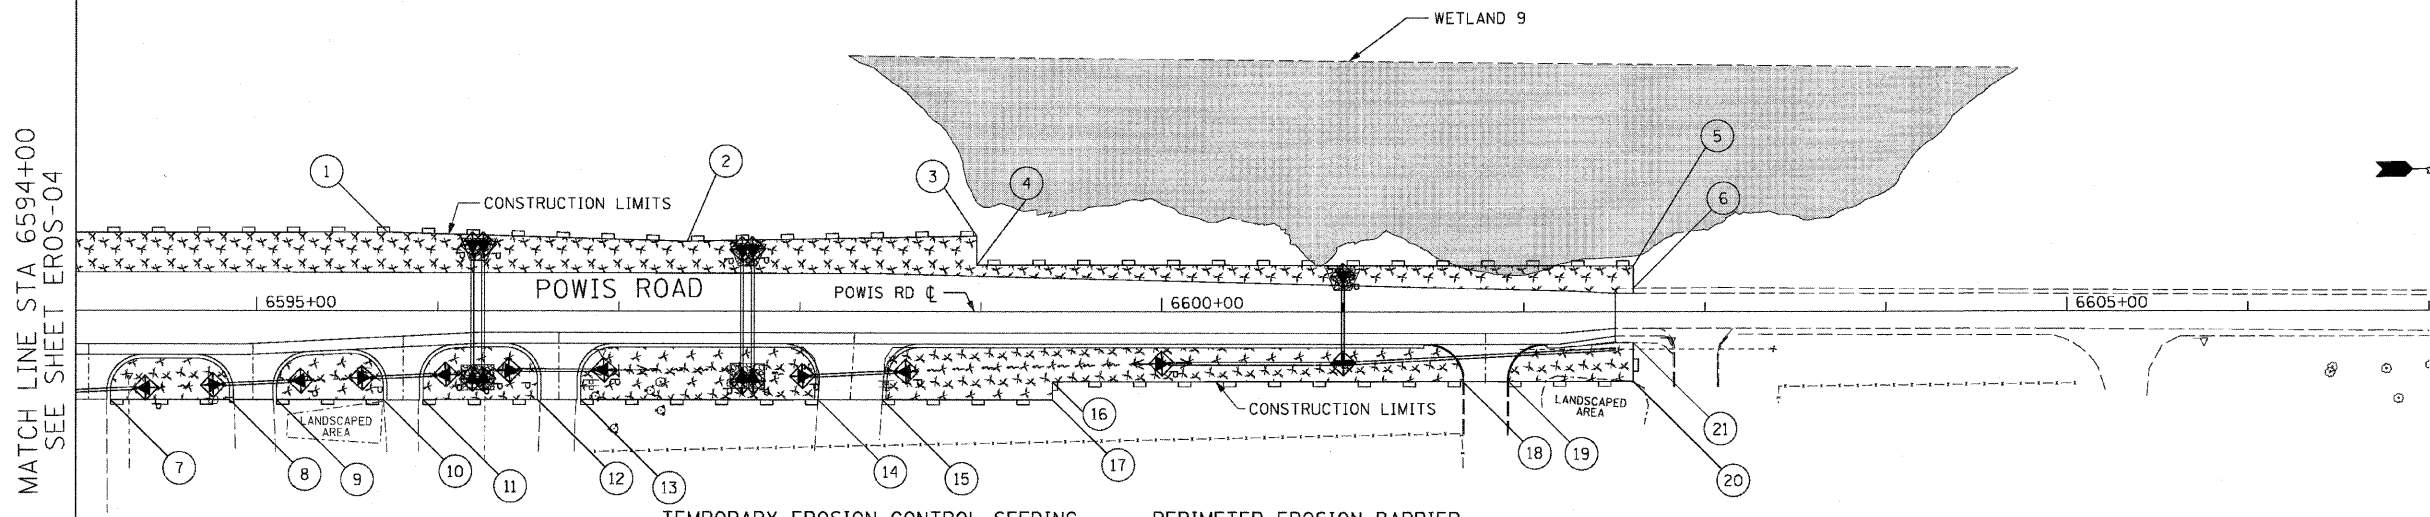 MATCH LINE STA 6594+00
SEE SHEET EROS-04
WETLAND 9
1
2
3
4
5
6
CONSTRUCTION LIMITS
6595+00
POWIS ROAD
POWIS RD ℄
6600+00
6605+00
LANDSCAPED
AREA
CONSTRUCTION LIMITS
LANDSCAPED
AREA
7
8
9
10
11
12
13
14
15
16
17
18
19
20
21
TEMPORARY EROSION CONTROL SEEDING
PERIMETER EROSION BARRIER